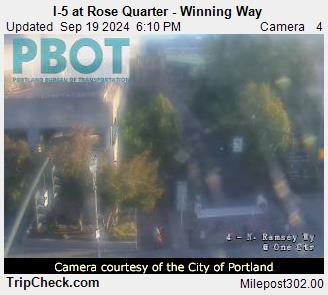 I-5 at Rose Quarter - Winning Way
Updated Sep 19 2024 6:10 PM Camera 4
PBOT
PORTLAND BUREAU OF TRANSPORTATION
4 - N. Ramsey Wy
@ One Ctr
Camera courtesy of the City of Portland
TripCheck.com Milepost302.00